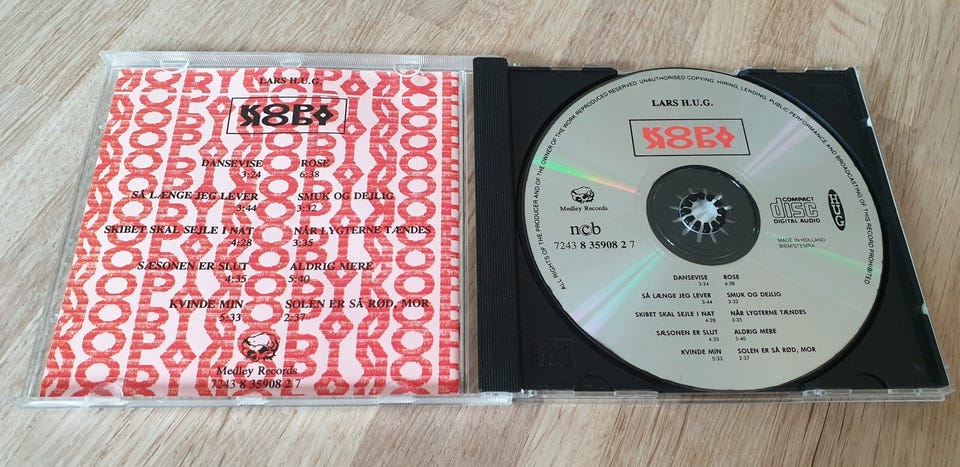 LARS H.U.G.
KOPY
DANSEVISE ROSE
3:24 6:38
SÅ LÆNGE JEG LEVER SMUK OG DEJLIG
3:44 3:32
SKIBET SKAL SEJLE I NAT NÅR LYGTERNE TÆNDES
4:28 3:35
SÆSONEN ER SLUT ALDRIG MERE
4:35 5:40
KVINDE MIN SOLEN ER SÅ RØD, MOR
5:33 2:37
Medley Records
7243 8 35908 2 7
ALL RIGHTS OF THE PRODUCER AND OF THE OWNER OF THE WORK REPRODUCED RESERVED. UNAUTHORISED COPYING, HIRING, LENDING, PUBLIC PERFORMANCE AND BROADCASTING OF THIS RECORD PROHIBITED
LARS H.U.G.
KOPY
Medley Records
ncb
7243 8 35908 2 7
COMPACT
disc
DIGITAL AUDIO
HUG
MADE IN HOLLAND
BIEM/STEMRA
DANSEVISE ROSE
3:24 6:38
SÅ LÆNGE JEG LEVER SMUK OG DEJLIG
3:44 3:32
SKIBET SKAL SEJLE I NAT NÅR LYGTERNE TÆNDES
4:28 3:35
SÆSONEN ER SLUT ALDRIG MERE
4:35 5:40
KVINDE MIN SOLEN ER SÅ RØD, MOR
5:33 2:37